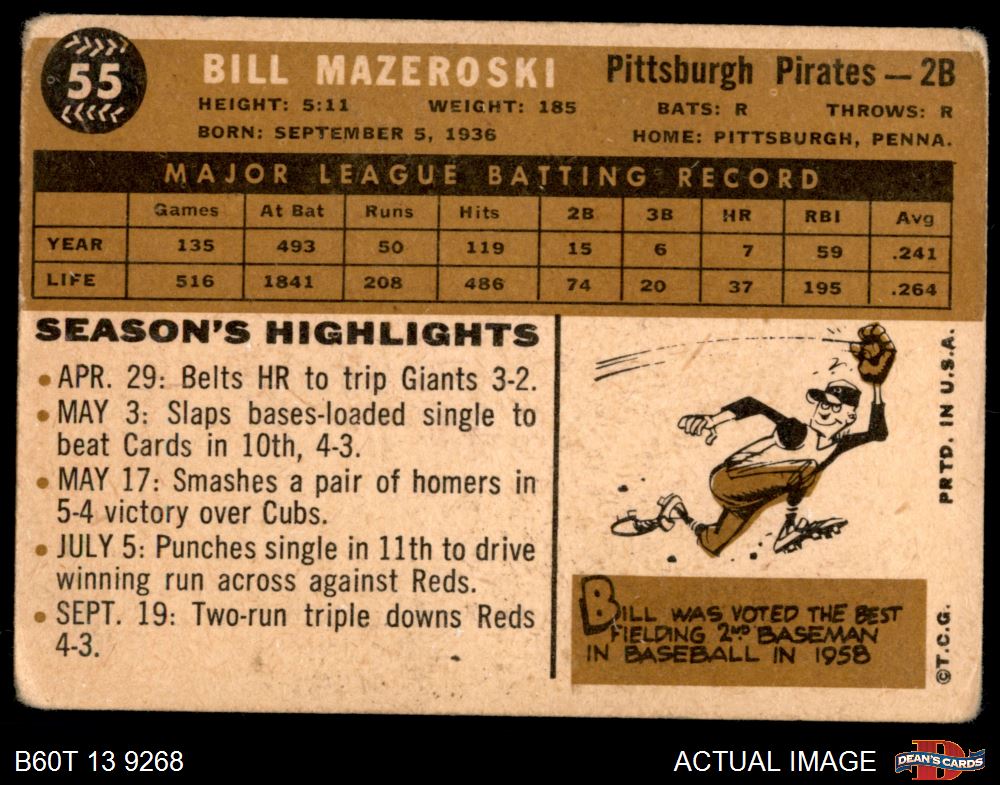 55
BILL MAZEROSKI
Pittsburgh Pirates — 2B
HEIGHT: 5:11 WEIGHT: 185 BATS: R THROWS: R
BORN: SEPTEMBER 5, 1936 HOME: PITTSBURGH, PENNA.
MAJOR LEAGUE BATTING RECORD
Games At Bat Runs Hits 2B 3B HR RBI Avg
YEAR 135 493 50 119 15 6 7 59 .241
LIFE 516 1841 208 486 74 20 37 195 .264
SEASON'S HIGHLIGHTS
• APR. 29: Belts HR to trip Giants 3-2.
• MAY 3: Slaps bases-loaded single to
beat Cards in 10th, 4-3.
• MAY 17: Smashes a pair of homers in
5-4 victory over Cubs.
• JULY 5: Punches single in 11th to drive
winning run across against Reds.
• SEPT. 19: Two-run triple downs Reds
4-3.
BILL WAS VOTED THE BEST
FIELDING 2ND BASEMAN
IN BASEBALL IN 1958
PRTD. IN U.S.A.
©T.C.G.
B60T 13 9268
ACTUAL IMAGE
DEAN'S CARDS